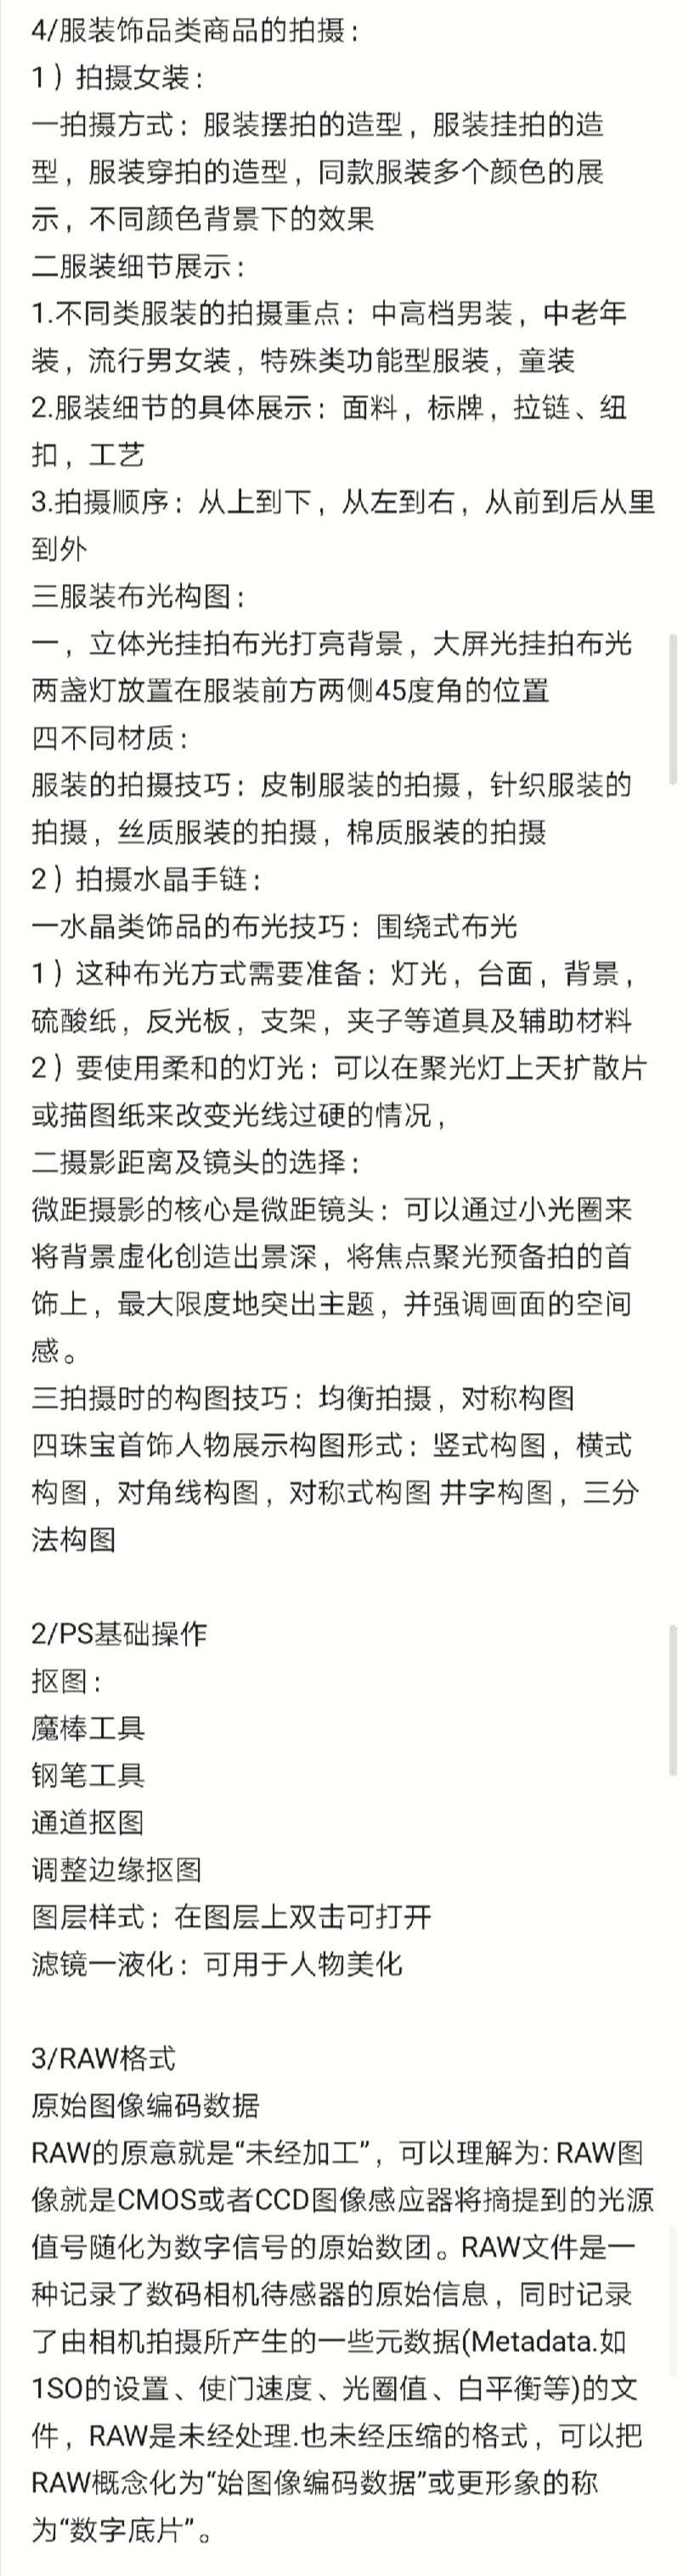 4/服装饰品类商品的拍摄：
1）拍摄女装：
一拍摄方式：服装摆拍的造型，服装挂拍的造
型，服装穿拍的造型，同款服装多个颜色的展
示，不同颜色背景下的效果
二服装细节展示：
1.不同类服装的拍摄重点：中高档男装，中老年
装，流行男女装，特殊类功能型服装，童装
2.服装细节的具体展示：面料，标牌，拉链、纽
扣，工艺
3.拍摄顺序：从上到下，从左到右，从前到后从里
到外
三服装布光构图：
一，立体光挂拍布光打亮背景，大屏光挂拍布光
两盏灯放置在服装前方两侧45度角的位置
四不同材质：
服装的拍摄技巧：皮制服装的拍摄，针织服装的
拍摄，丝质服装的拍摄，棉质服装的拍摄
2）拍摄水晶手链：
一水晶类饰品的布光技巧：围绕式布光
1）这种布光方式需要准备：灯光，台面，背景，
硫酸纸，反光板，支架，夹子等道具及辅助材料
2）要使用柔和的灯光：可以在聚光灯上天扩散片
或描图纸来改变光线过硬的情况，
二摄影距离及镜头的选择：
微距摄影的核心是微距镜头：可以通过小光圈来
将背景虚化创造出景深，将焦点聚光预备拍的首
饰上，最大限度地突出主题，并强调画面的空间
感。
三拍摄时的构图技巧：均衡拍摄，对称构图
四珠宝首饰人物展示构图形式：竖式构图，横式
构图，对角线构图，对称式构图 井字构图，三分
法构图
2/PS基础操作
抠图：
魔棒工具
钢笔工具
通道抠图
调整边缘抠图
图层样式：在图层上双击可打开
滤镜一液化：可用于人物美化
3/RAW格式
原始图像编码数据
RAW的原意就是“未经加工”，可以理解为: RAW图
像就是CMOS或者CCD图像感应器将摘提到的光源
值号随化为数字信号的原始数团。RAW文件是一
种记录了数码相机待感器的原始信息，同时记录
了由相机拍摄所产生的一些元数据(Metadata.如
1SO的设置、使门速度、光圈值、白平衡等)的文
件，RAW是未经处理.也未经压缩的格式，可以把
RAW概念化为“始图像编码数据”或更形象的称
为“数字底片”。